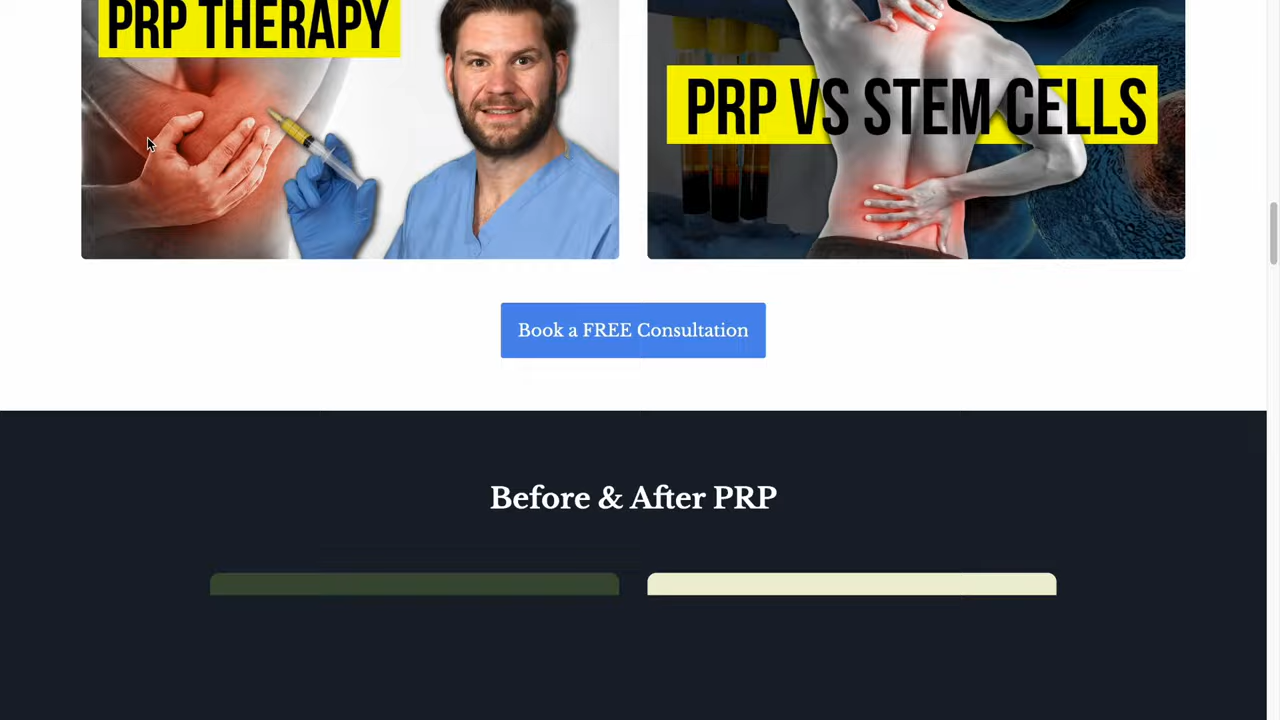 PRP THERAPY
PRP VS STEM CELLS
Book a FREE Consultation
Before & After PRP